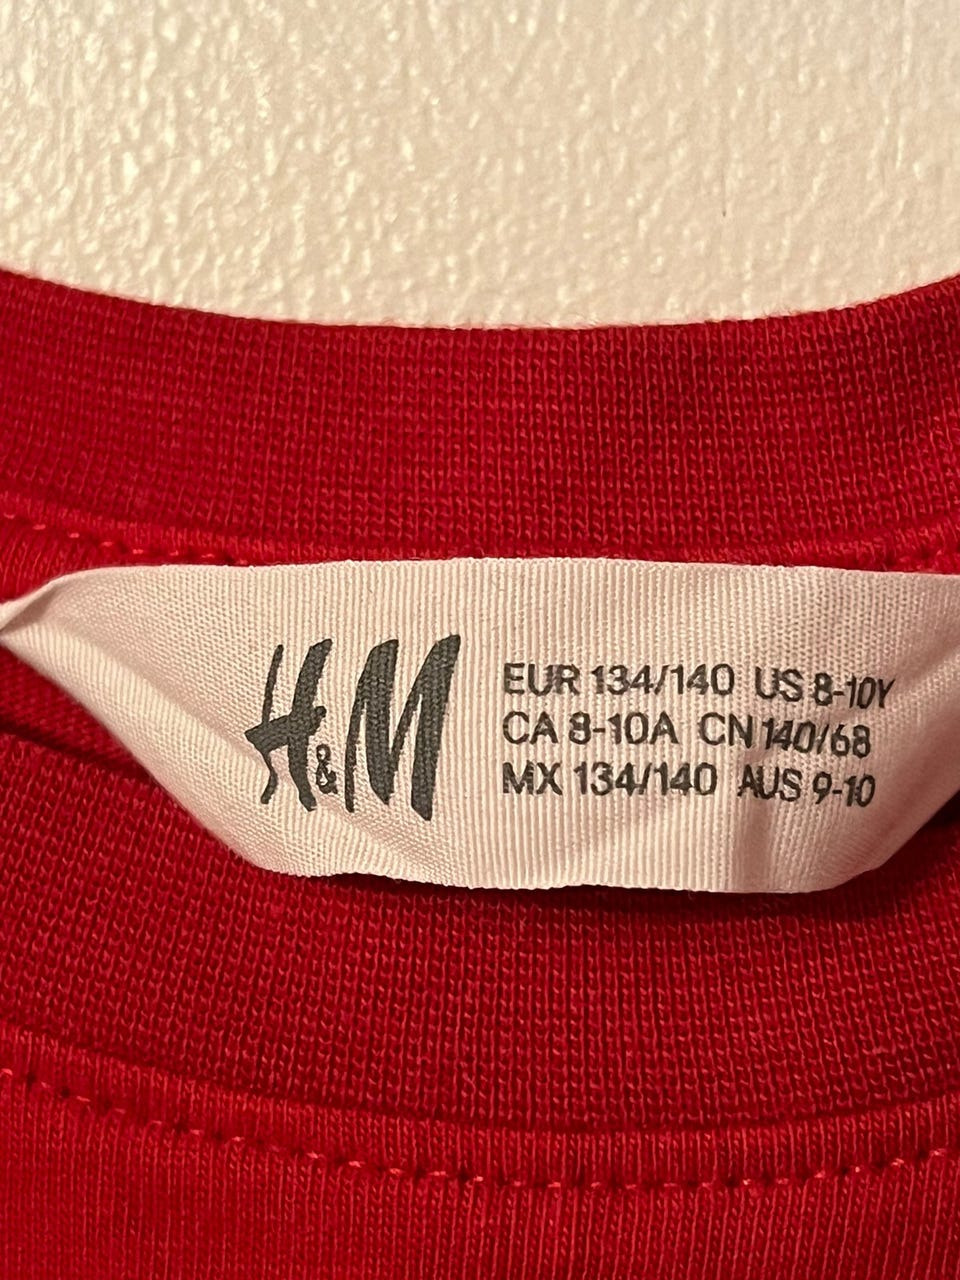 H&M
EUR 134/140 US 8-10Y
CA 8-10A CN 140/68
MX 134/140 AUS 9-10